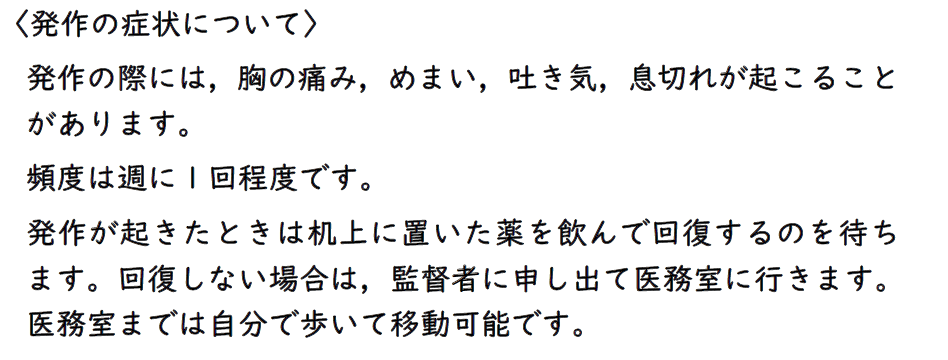 〈発作の症状について〉
発作の際には，胸の痛み，めまい，吐き気，息切れが起こること
があります。
頻度は週に１回程度です。
発作が起きたときは机上に置いた薬を飲んで回復するのを待ち
ます。回復しない場合は，監督者に申し出て医務室に行きます。
医務室までは自分で歩いて移動可能です。